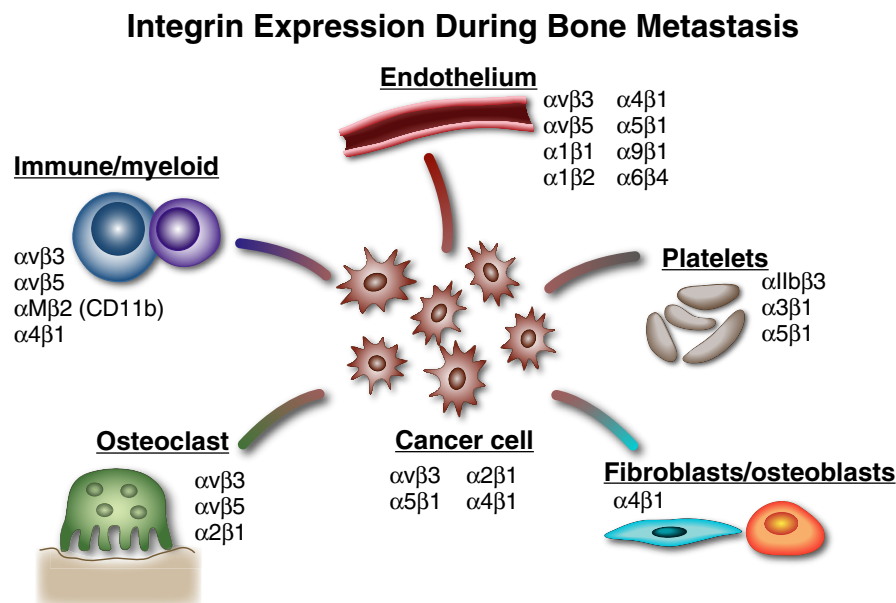 Integrin Expression During Bone Metastasis
Endothelium
αvβ3 α4β1
αvβ5 α5β1
α1β1 α9β1
α1β2 α6β4
Immune/myeloid
αvβ3
αvβ5
αMβ2 (CD11b)
α4β1
Platelets
αIIbβ3
α3β1
α5β1
Osteoclast
αvβ3
αvβ5
α2β1
Cancer cell
αvβ3 α2β1
α5β1 α4β1
Fibroblasts/osteoblasts
α4β1